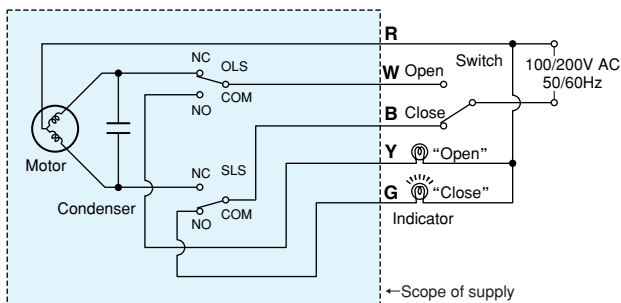 R
NC
OLS
Switch
100/200V AC
50/60Hz
W Open
COM
NO
B Close
Motor
NC
SLS
Y "Open"
Condenser
COM
NO
G "Close"
Indicator
←Scope of supply